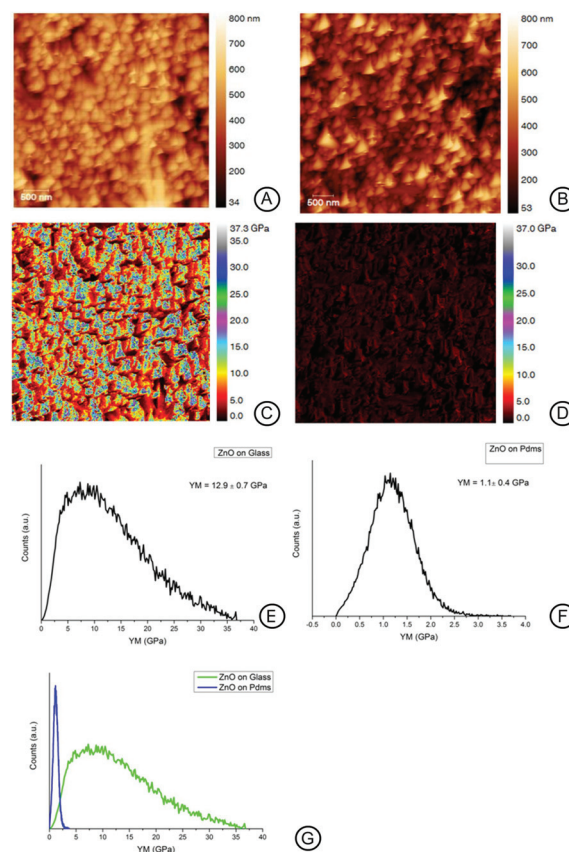 800 nm
700
600
500
400
300
200
34
500 nm
A
800 nm
700
600
500
400
300
200
53
500 nm
B
37.3 GPa
35.0
30.0
25.0
20.0
15.0
10.0
5.0
0.0
C
37.0 GPa
35.0
30.0
25.0
20.0
15.0
10.0
5.0
0.0
D
ZnO on Glass
YM = 12.9 ± 0.7 GPa
Counts (a.u.)
0 5 10 15 20 25 30 35 40
YM (GPa)
E
ZnO on Pdms
YM = 1.1± 0.4 GPa
Counts (a.u.)
-0.5 0.0 0.5 1.0 1.5 2.0 2.5 3.0 3.5 4.0
YM (GPa)
F
ZnO on Glass
ZnO on Pdms
Counts (a.u.)
0 5 10 15 20 25 30 35 40
YM (GPa)
G